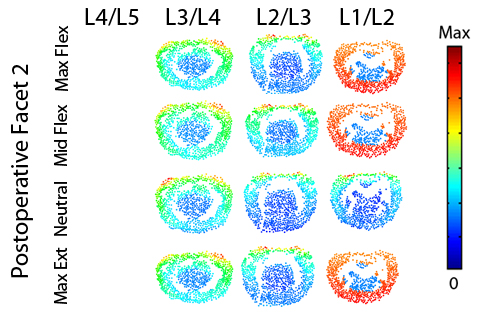 L4/L5 L3/L4 L2/L3 L1/L2
Max
Postoperative Facet 2
Max Flex
Mid Flex
Neutral
Max Ext
0